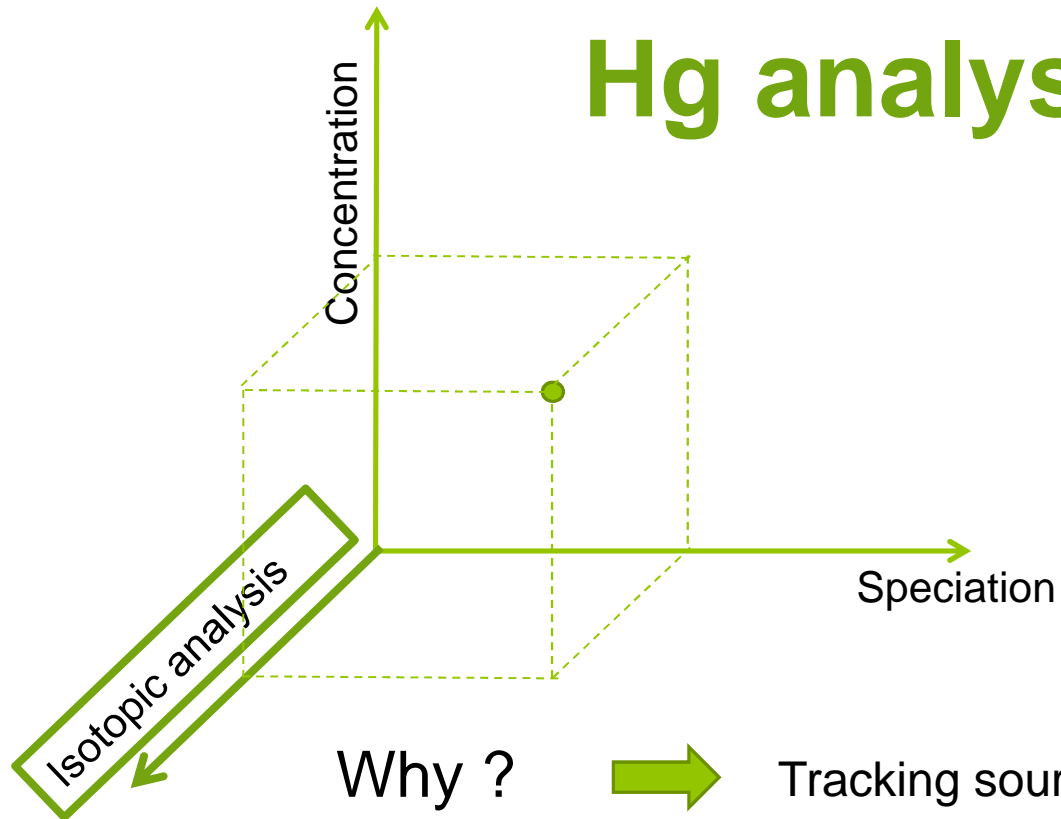 Hg analys
Concentration
Speciation
Isotopic analysis
Why ?
Tracking sour